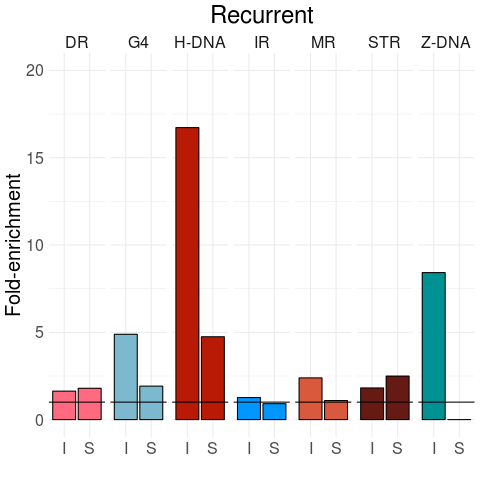 Recurrent
DR G4 H-DNA IR MR STR Z-DNA
Fold-enrichment
20
15
10
5
0
I S I S I S I S I S I S I S